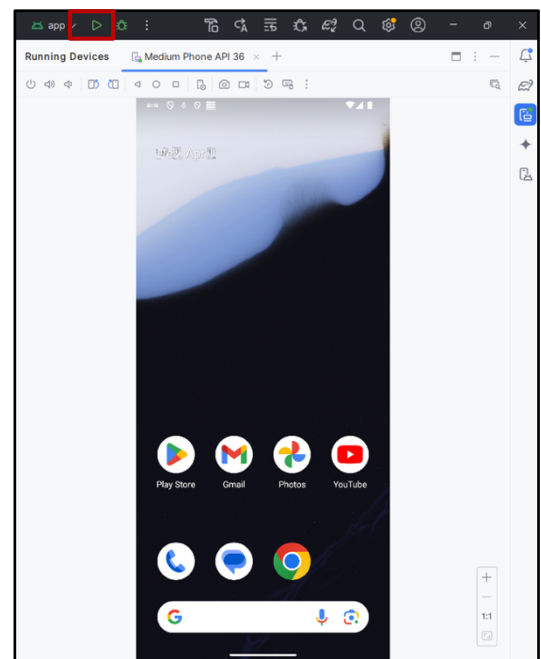 app
Running Devices
Medium Phone API 36
Play Store Gmail Photos YouTube
1:1